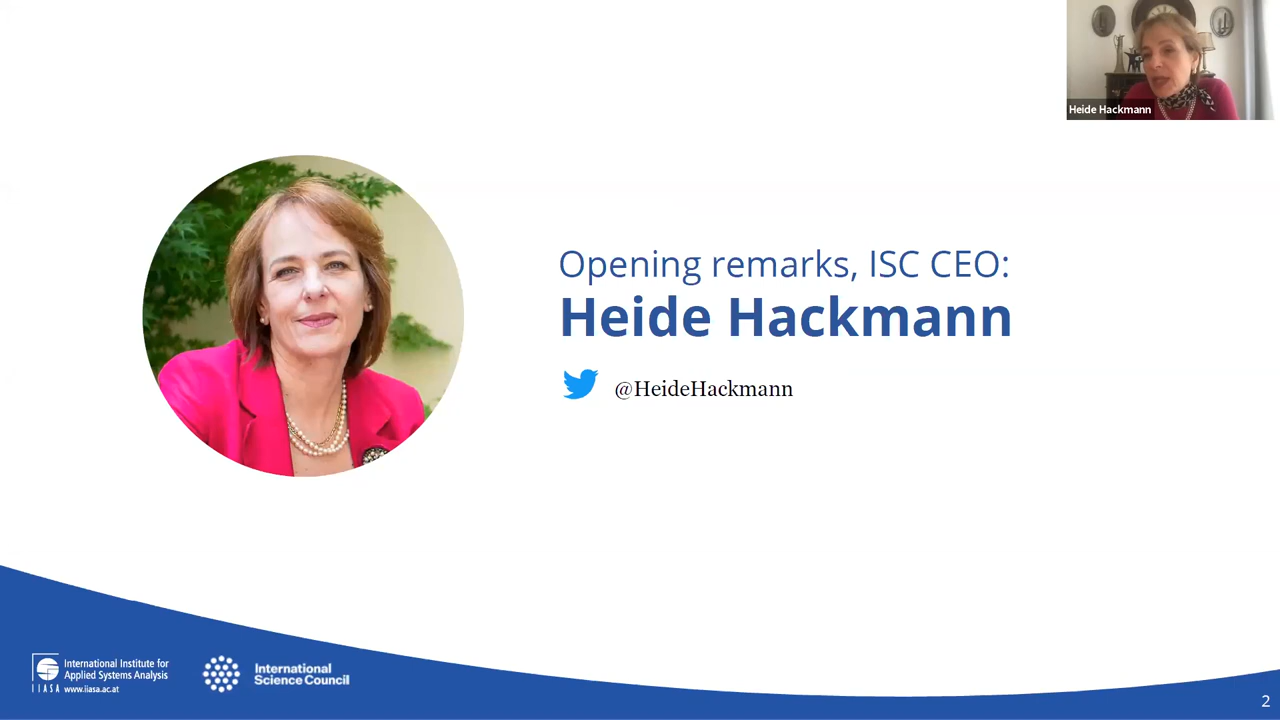 Heide Hackmann
Opening remarks, ISC CEO:
Heide Hackmann
@HeideHackmann
International Institute for
Applied Systems Analysis
IIASA www.iiasa.ac.at
International
Science Council
2